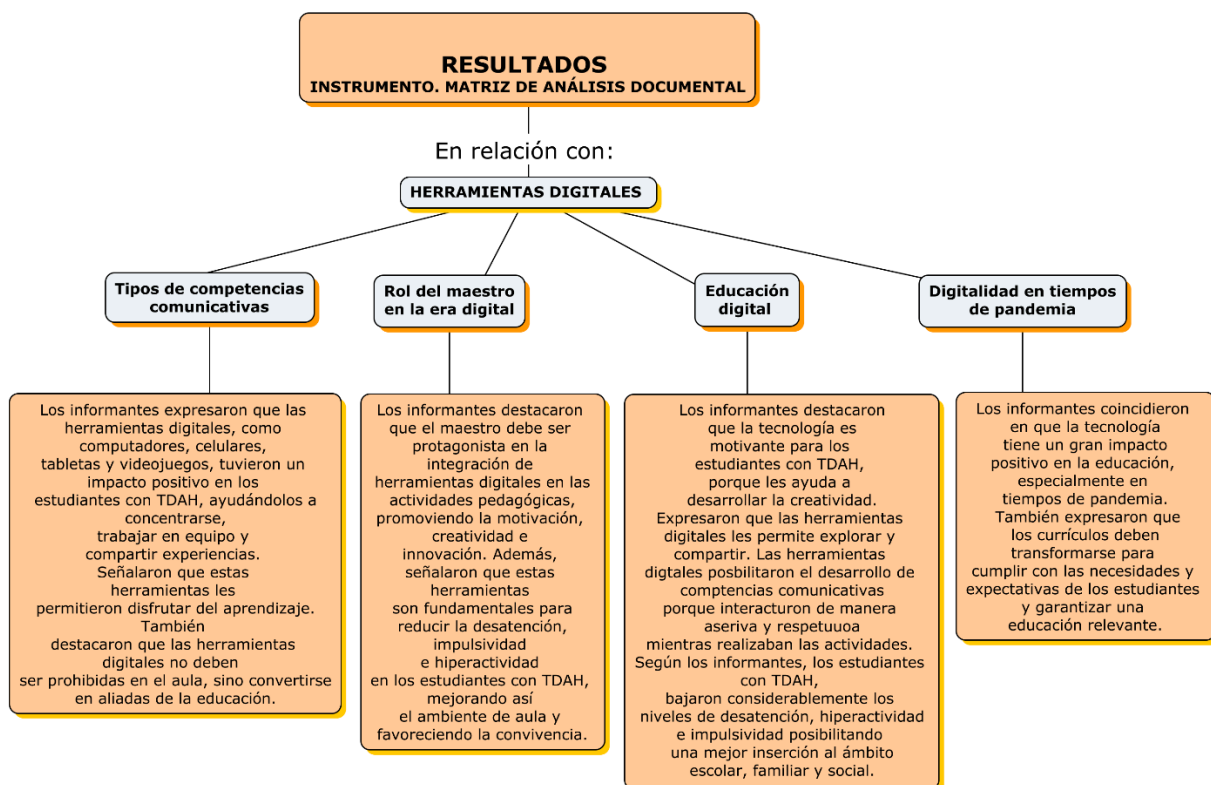 RESULTADOS
INSTRUMENTO. MATRIZ DE ANÁLISIS DOCUMENTAL
En relación con:
HERRAMIENTAS DIGITALES
Tipos de competencias
comunicativas
Rol del maestro
en la era digital
Educación
digital
Digitalidad en tiempos
de pandemia
Los informantes expresaron que las
herramientas digitales, como
computadores, celulares,
tabletas y videojuegos, tuvieron un
impacto positivo en los
estudiantes con TDAH, ayudándolos a
concentrarse,
trabajar en equipo y
compartir experiencias.
Señalaron que estas
herramientas les
permitieron disfrutar del aprendizaje.
También
destacaron que las herramientas
digitales no deben
ser prohibidas en el aula, sino convertirse
en aliadas de la educación.
Los informantes destacaron
que el maestro debe ser
protagonista en la
integración de
herramientas digitales en las
actividades pedagógicas,
promoviendo la motivación,
creatividad e
innovación. Además,
señalaron que estas
herramientas
son fundamentales para
reducir la desatención,
impulsividad
e hiperactividad
en los estudiantes con TDAH,
mejorando así
el ambiente de aula y
favoreciendo la convivencia.
Los informantes destacaron
que la tecnología es
motivante para los
estudiantes con TDAH,
porque les ayuda a
desarrollar la creatividad.
Expresaron que las herramientas
digitales les permite explorar y
compartir. Las herramientas
digtales posbilitaron el desarrollo de
comptencias comunicativas
porque interacturon de manera
aseriva y respetuuoa
mientras realizaban las actividades.
Según los informantes, los estudiantes
con TDAH,
bajaron considerablemente los
niveles de desatención, hiperactividad
e impulsividad posibilitando
una mejor inserción al ámbito
escolar, familiar y social.
Los informantes coincidieron
en que la tecnología
tiene un gran impacto
positivo en la educación,
especialmente en
tiempos de pandemia.
También expresaron que
los currículos deben
transformarse para
cumplir con las necesidades y
expectativas de los estudiantes
y garantizar una
educación relevante.